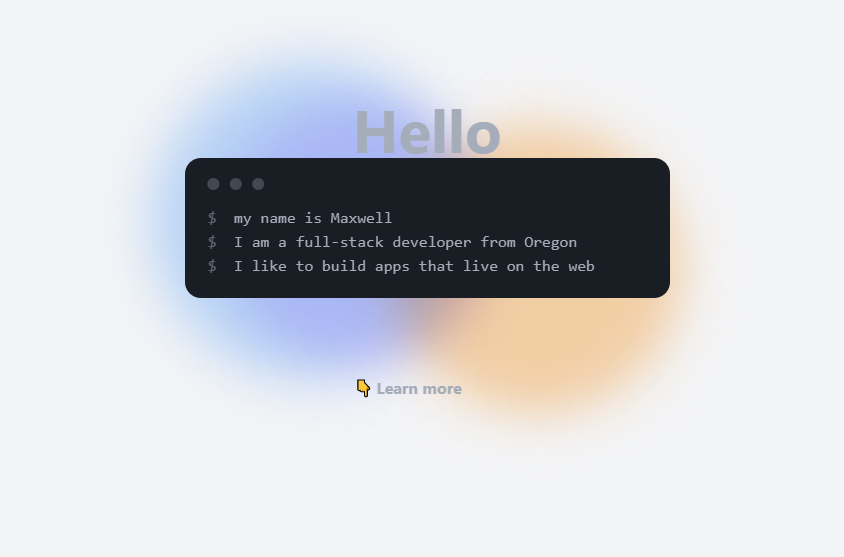 Hello
$ my name is Maxwell
$ I am a full-stack developer from Oregon
$ I like to build apps that live on the web
👇 Learn more